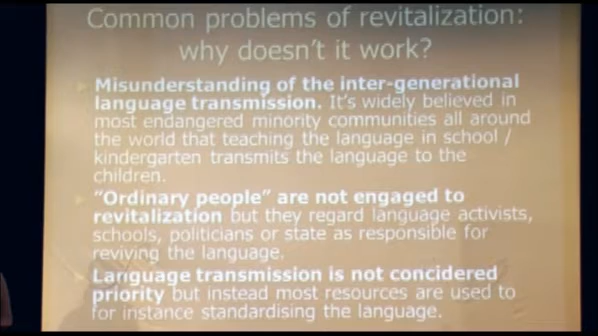 Common problems of revitalization:
why doesn't it work?
Misunderstanding of the inter-generational
language transmission. It's widely believed in
most endangered minority communities all around
the world that teaching the language in school /
kindergarten transmits the language to the
children.
"Ordinary people" are not engaged to
revitalization but they regard language activists,
schools, politicians or state as responsible for
reviving the language.
Language transmission is not concidered
priority but instead most resources are used to
for instance standardising the language.